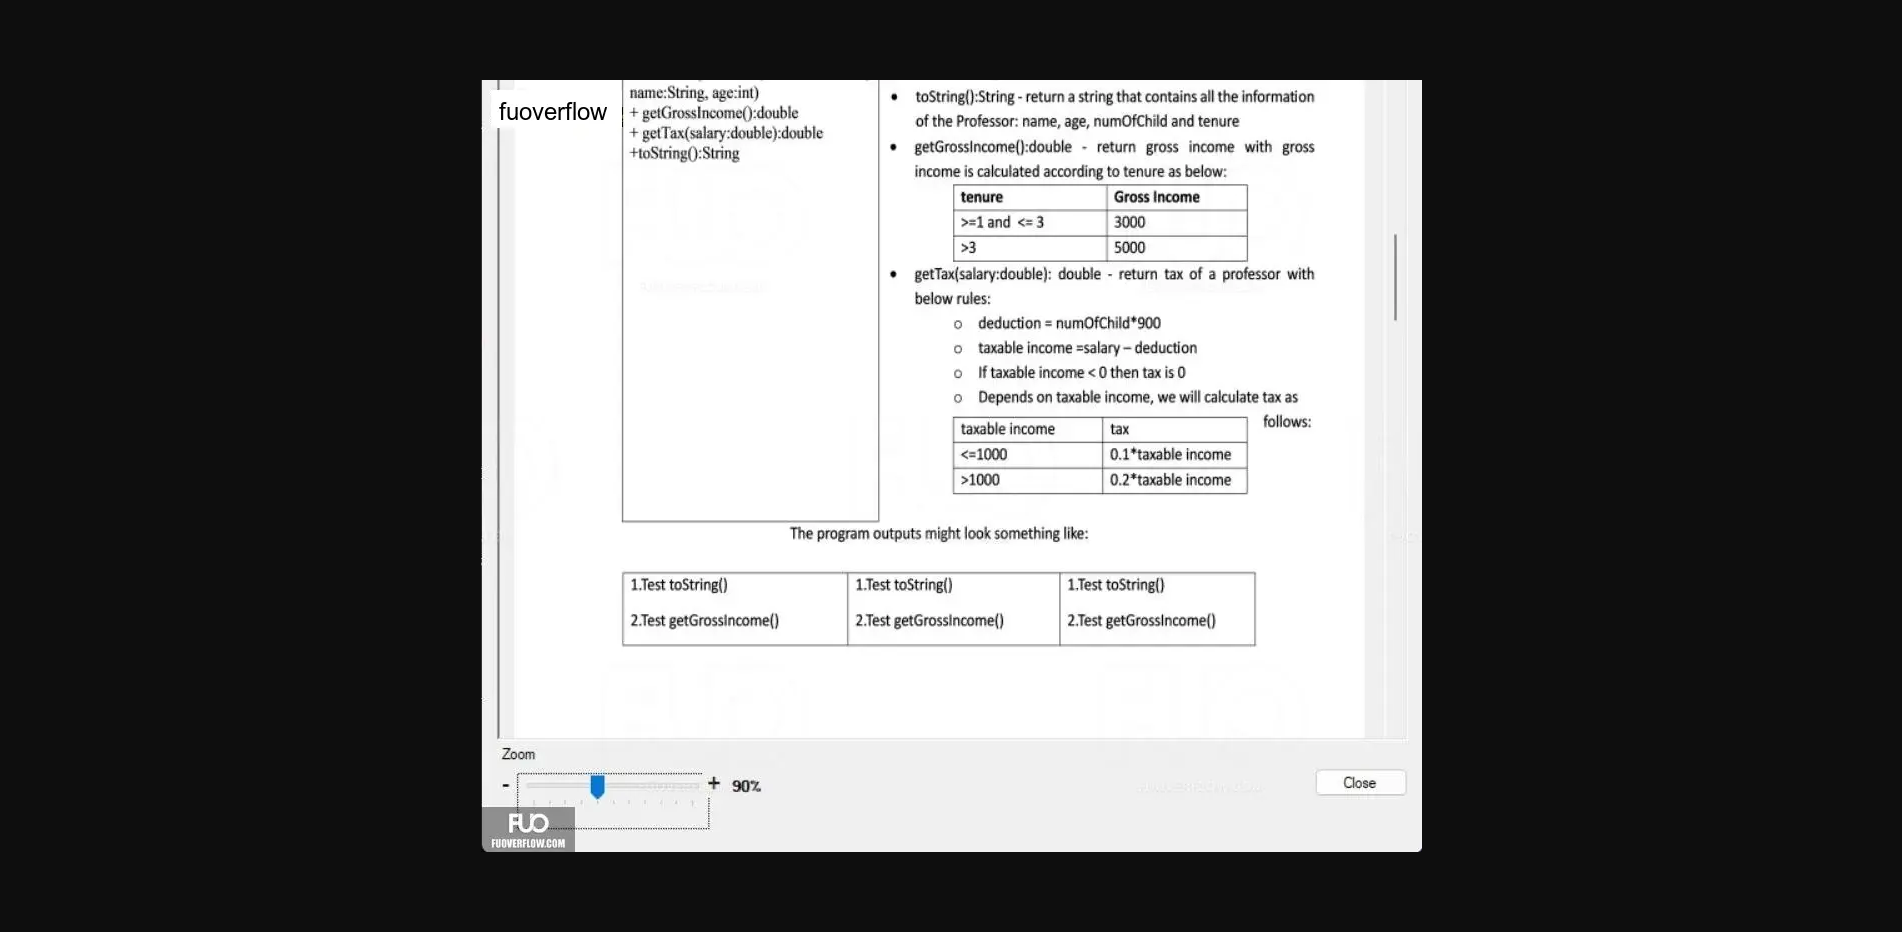 fuoverflow
name:String, age:int)
+ getGrossIncome():double
+ getTax(salary:double):double
+toString():String
• toString():String - return a string that contains all the information
of the Professor: name, age, numOfChild and tenure
• getGrossIncome():double - return gross income with gross
income is calculated according to tenure as below:
tenure Gross Income
>=1 and <= 3 3000
>3 5000
• getTax(salary:double): double - return tax of a professor with
below rules:
o deduction = numOfChild*900
o taxable income =salary – deduction
o If taxable income < 0 then tax is 0
o Depends on taxable income, we will calculate tax as
follows:
taxable income tax
<=1000 0.1*taxable income
>1000 0.2*taxable income
The program outputs might look something like:
1.Test toString() 1.Test toString() 1.Test toString()
2.Test getGrossIncome() 2.Test getGrossIncome() 2.Test getGrossIncome()
Zoom
- + 90%
Close
FUO
FUOVERFLOW.COM